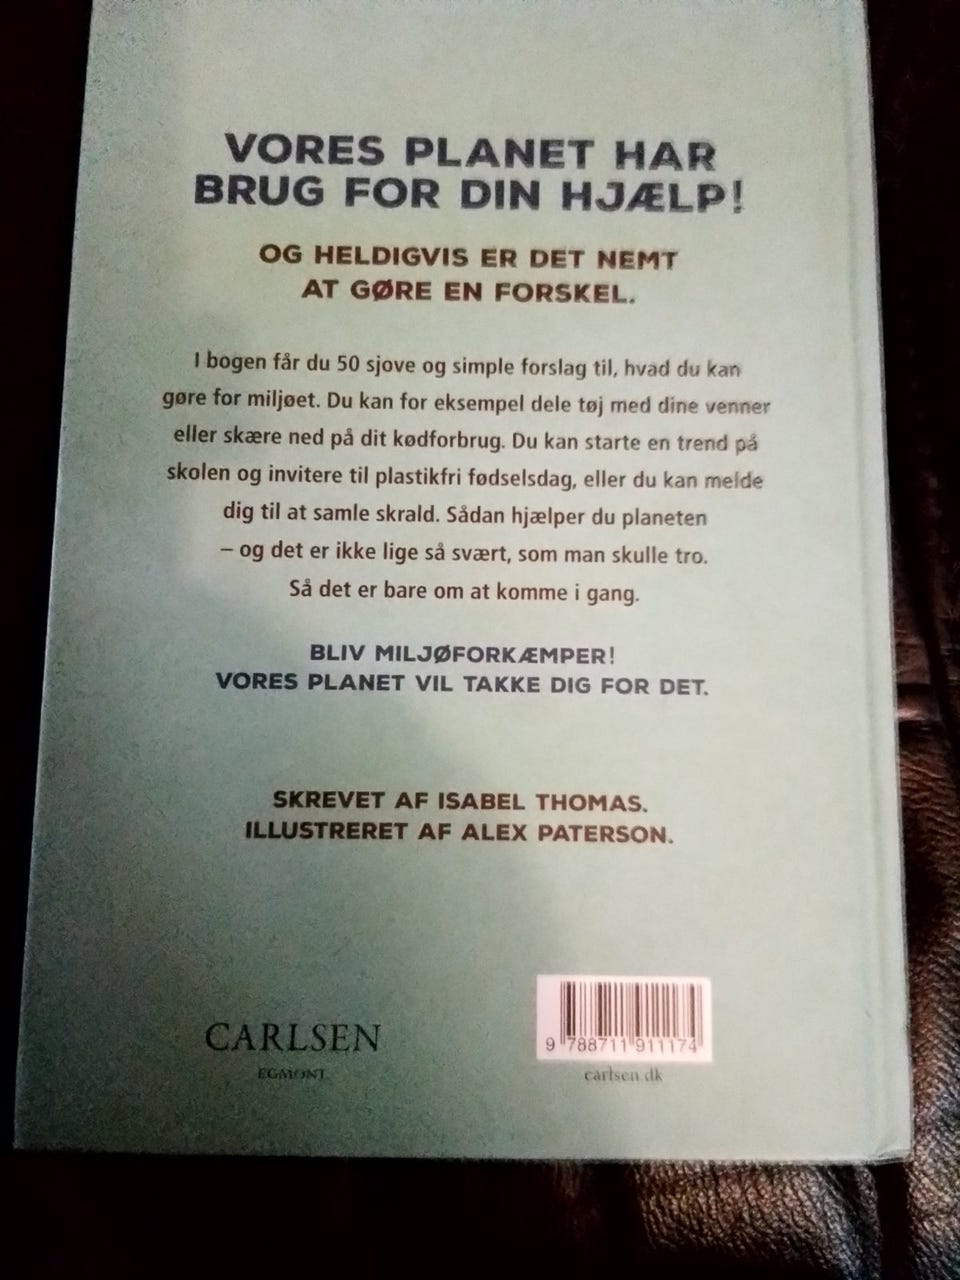 VORES PLANET HAR
BRUG FOR DIN HJÆLP!
OG HELDIGVIS ER DET NEMT
AT GØRE EN FORSKEL.
I bogen får du 50 sjove og simple forslag til, hvad du kan
gøre for miljøet. Du kan for eksempel dele tøj med dine venner
eller skære ned på dit kødforbrug. Du kan starte en trend på
skolen og invitere til plastikfri fødselsdag, eller du kan melde
dig til at samle skrald. Sådan hjælper du planeten
– og det er ikke lige så svært, som man skulle tro.
Så det er bare om at komme i gang.
BLIV MILJØFORKÆMPER!
VORES PLANET VIL TAKKE DIG FOR DET.
SKREVET AF ISABEL THOMAS.
ILLUSTRERET AF ALEX PATERSON.
CARLSEN
EGMONT
9 788711 911174
carlsen.dk